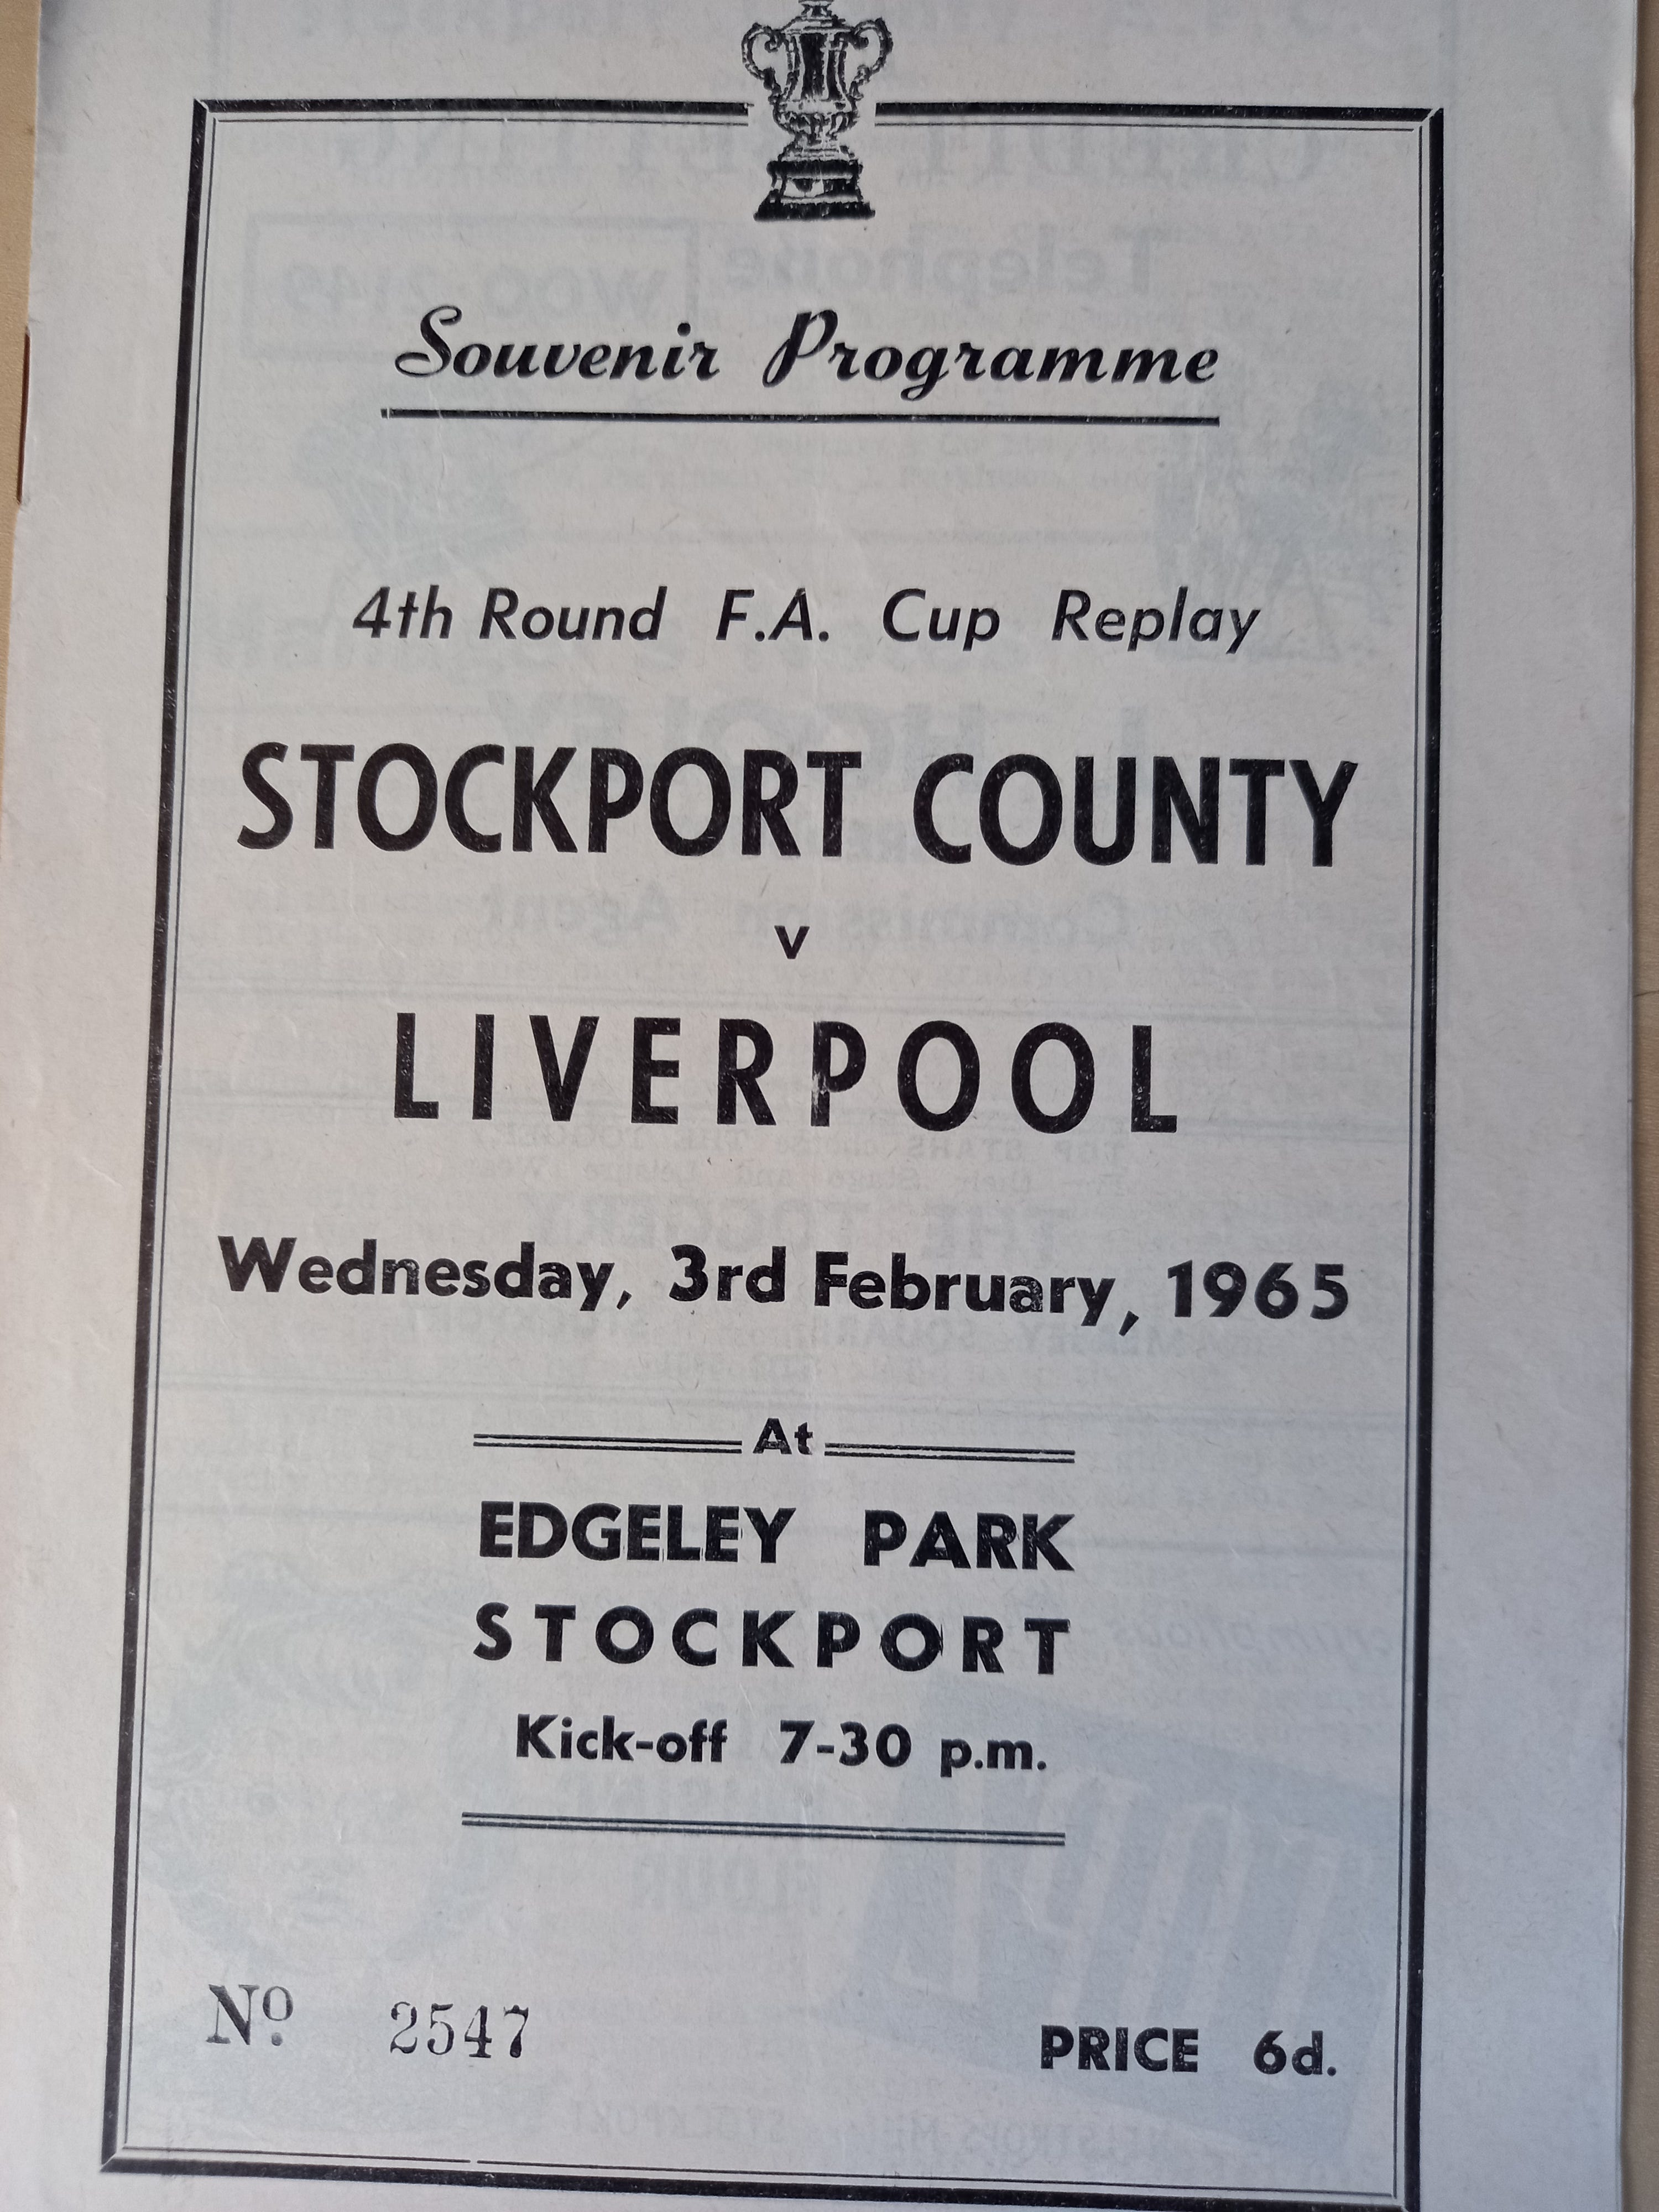 Souvenir Programme
4th Round F.A. Cup Replay
STOCKPORT COUNTY
v
LIVERPOOL
Wednesday, 3rd February, 1965
At
EDGELEY PARK
STOCKPORT
Kick-off 7-30 p.m.
No. 2547
PRICE 6d.